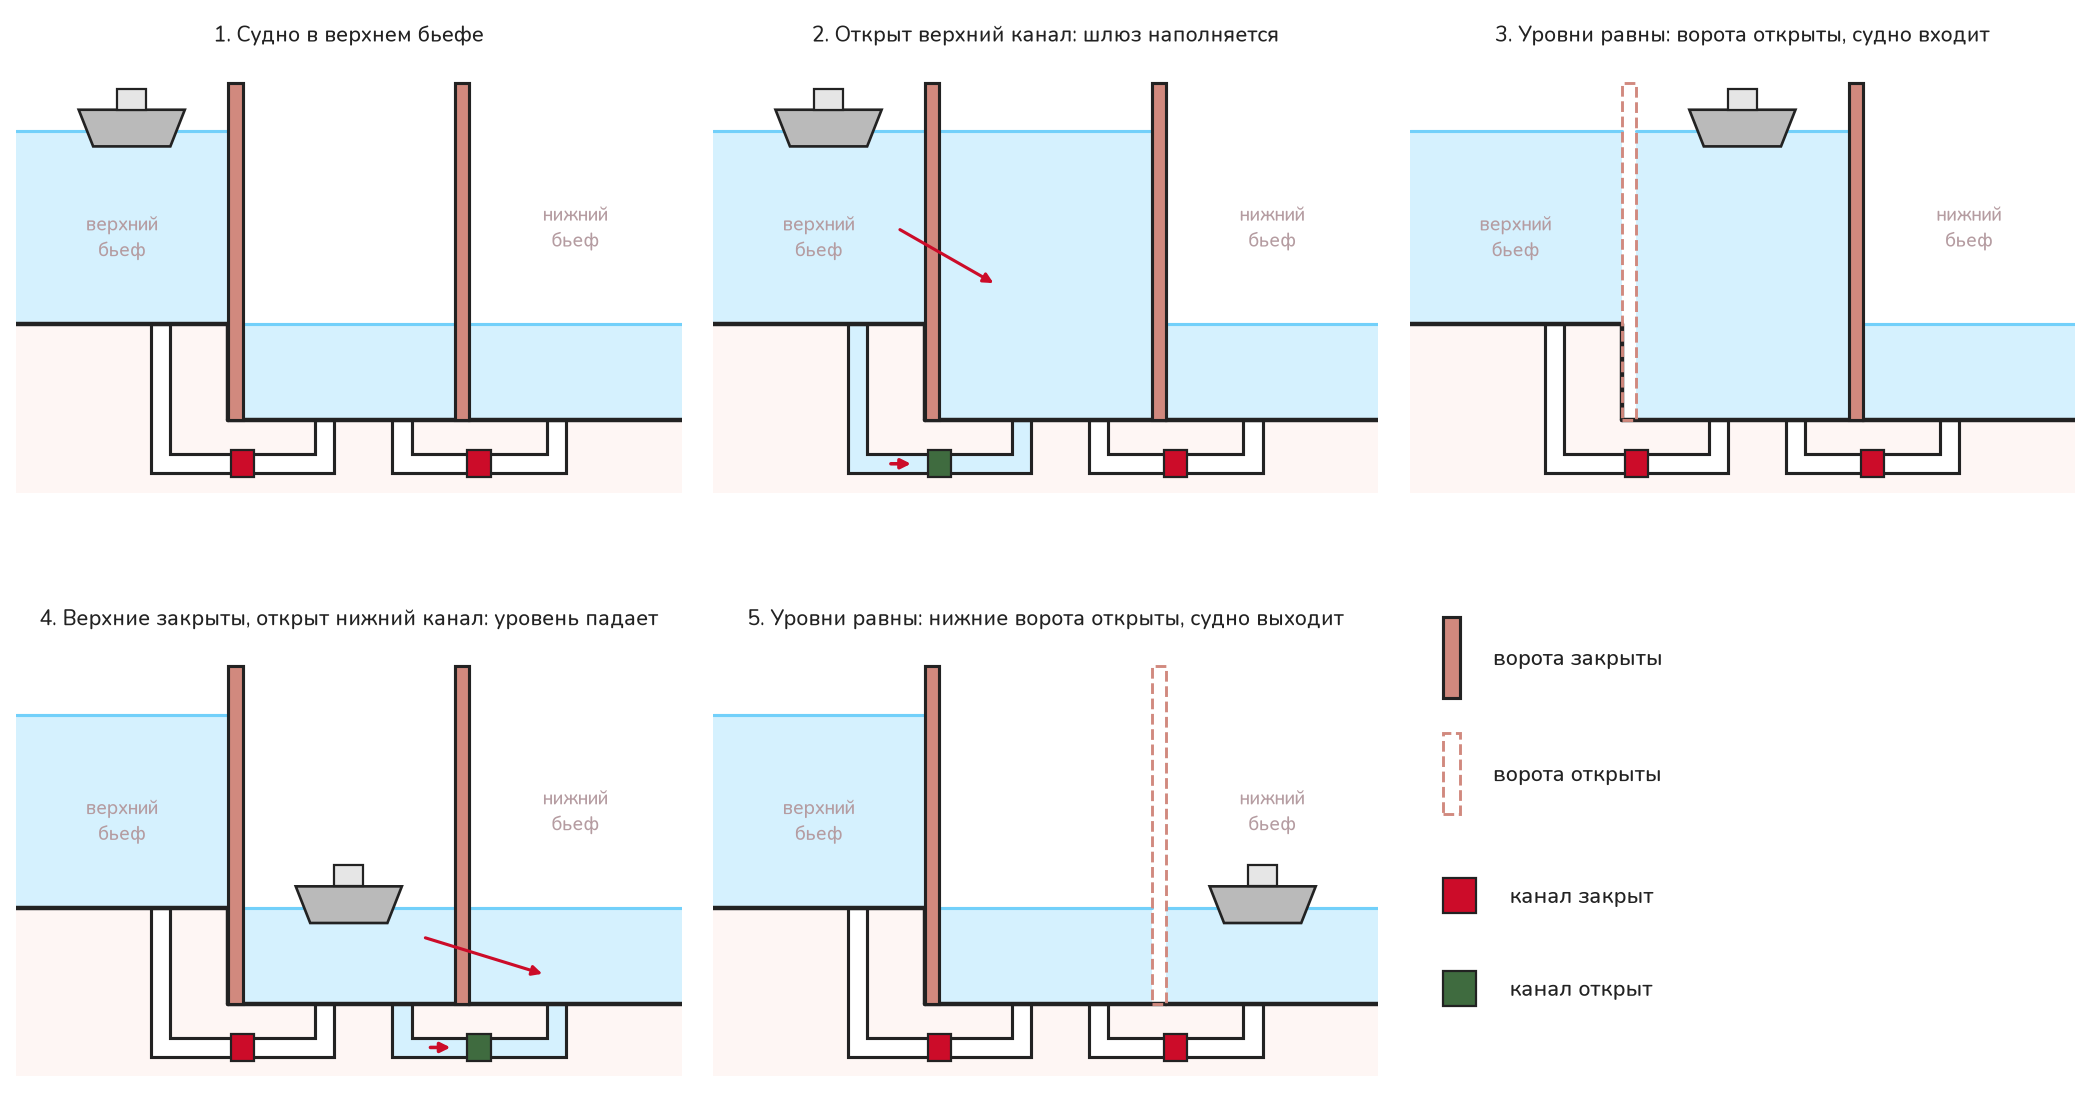 1. Судно в верхнем бьефе
верхний
бьеф
нижний
бьеф
2. Открыт верхний канал: шлюз наполняется
верхний
бьеф
нижний
бьеф
3. Уровни равны: ворота открыты, судно входит
верхний
бьеф
нижний
бьеф
4. Верхние закрыты, открыт нижний канал: уровень падает
верхний
бьеф
нижний
бьеф
5. Уровни равны: нижние ворота открыты, судно выходит
верхний
бьеф
нижний
бьеф
ворота закрыты
ворота открыты
канал закрыт
канал открыт